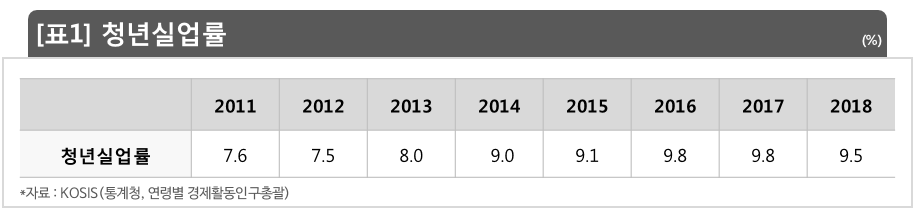 [표1] 청년실업률
(%)
2011 2012 2013 2014 2015 2016 2017 2018
청년실업률 7.6 7.5 8.0 9.0 9.1 9.8 9.8 9.5
*자료 : KOSIS(통계청, 연령별 경제활동인구총괄)